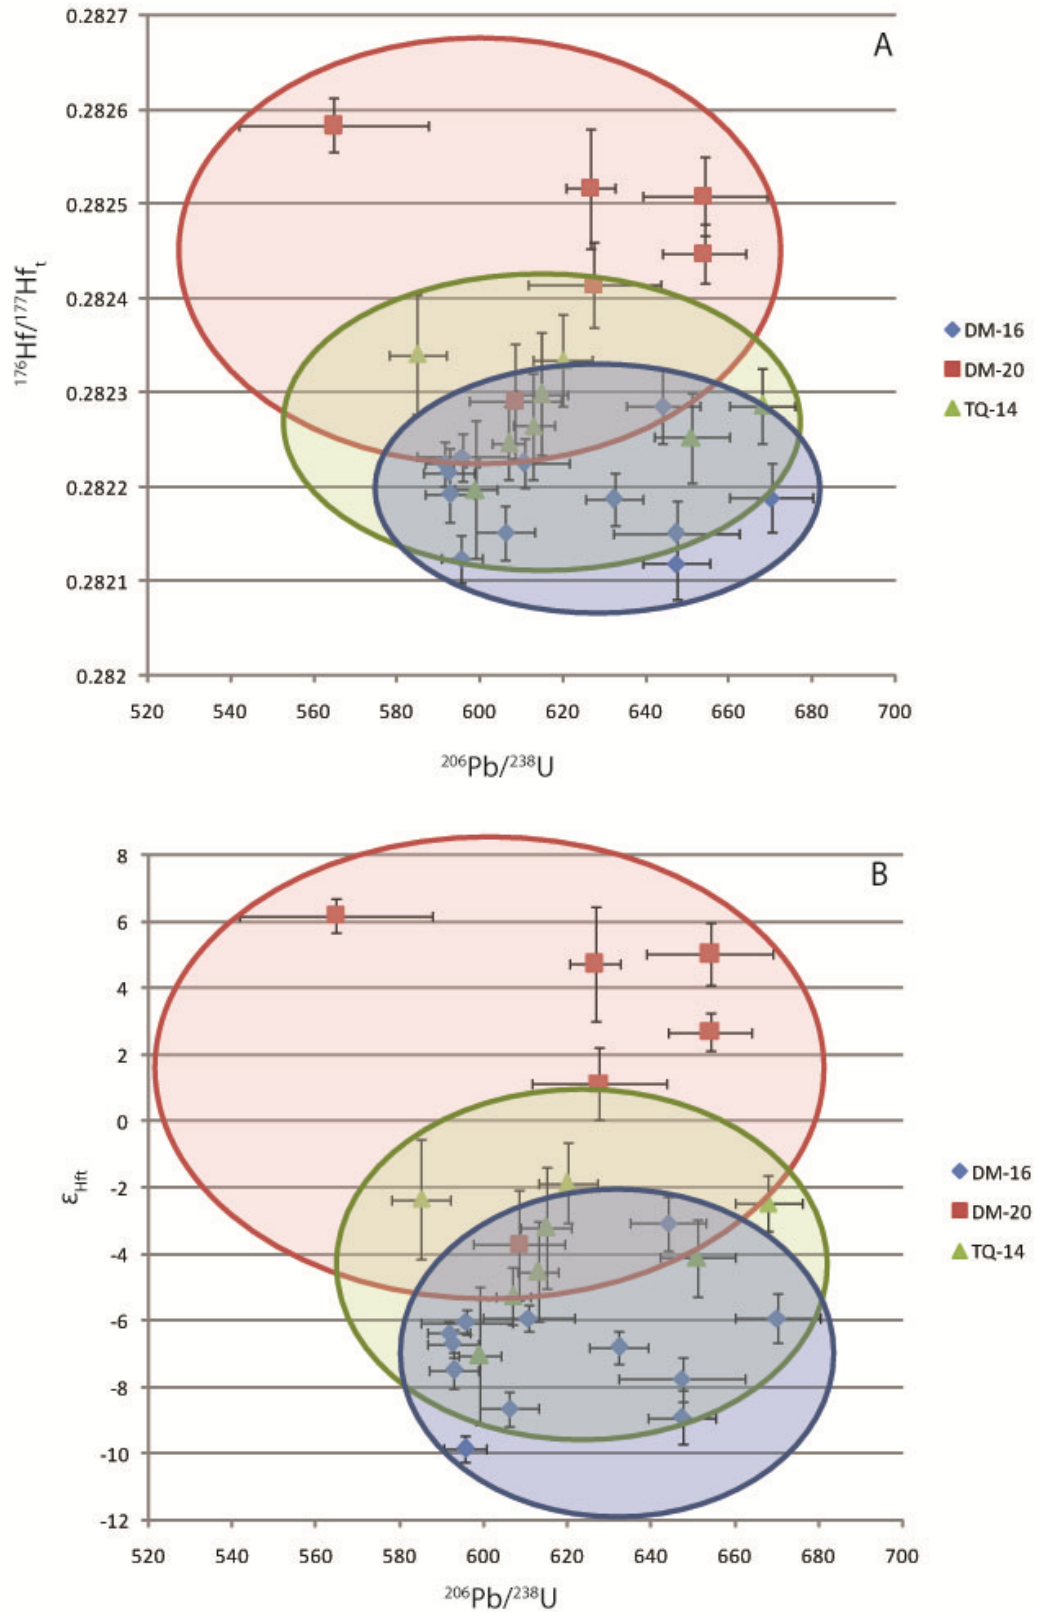 A
0.2827
0.2826
0.2825
0.2824
0.2823
0.2822
0.2821
0.282
¹⁷⁶Hf/¹⁷⁷Hfₜ
520 540 560 580 600 620 640 660 680 700
²⁰⁶Pb/²³⁸U
DM-16
DM-20
TQ-14
B
8
6
4
2
0
-2
-4
-6
-8
-10
-12
εHft
520 540 560 580 600 620 640 660 680 700
²⁰⁶Pb/²³⁸U
DM-16
DM-20
TQ-14